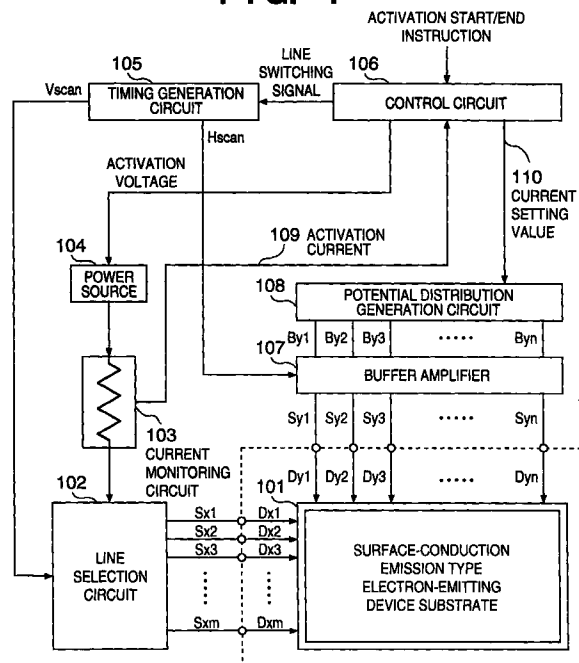 ACTIVATION START/END
INSTRUCTION
LINE
SWITCHING
SIGNAL
105
106
Vscan
TIMING GENERATION
CIRCUIT
CONTROL CIRCUIT
Hscan
ACTIVATION
VOLTAGE
110
CURRENT
SETTING
VALUE
109
ACTIVATION
CURRENT
104
POWER
SOURCE
108
POTENTIAL DISTRIBUTION
GENERATION CIRCUIT
By1 By2 By3 ..... Byn
107
BUFFER AMPLIFIER
Sy1 Sy2 Sy3 ..... Syn
103
CURRENT
MONITORING
CIRCUIT
Dy1 Dy2 Dy3 ..... Dyn
102
101
LINE
SELECTION
CIRCUIT
Sx1 Dx1
Sx2 Dx2
Sx3 Dx3
Sxm Dxm
SURFACE-CONDUCTION
EMISSION TYPE
ELECTRON-EMITTING
DEVICE SUBSTRATE